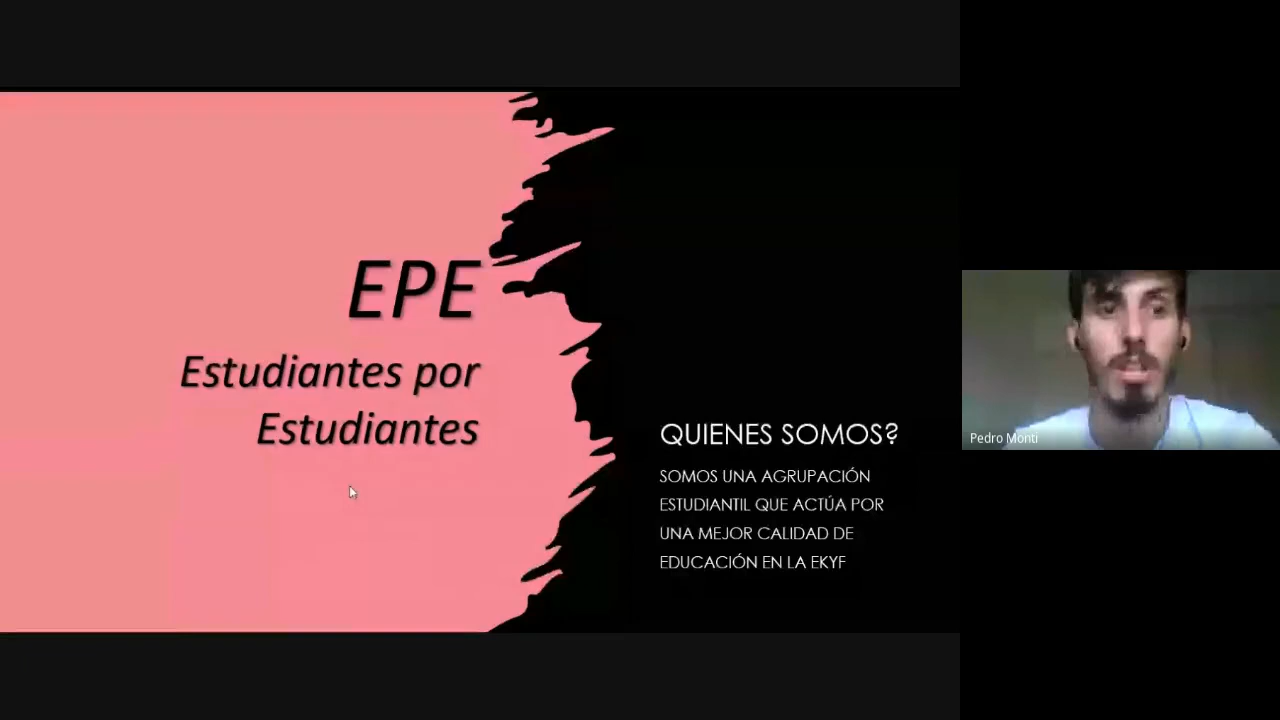 EPE
Estudiantes por
Estudiantes
QUIENES SOMOS?
SOMOS UNA AGRUPACIÓN
ESTUDIANTIL QUE ACTÚA POR
UNA MEJOR CALIDAD DE
EDUCACIÓN EN LA EKYF
Pedro Monti